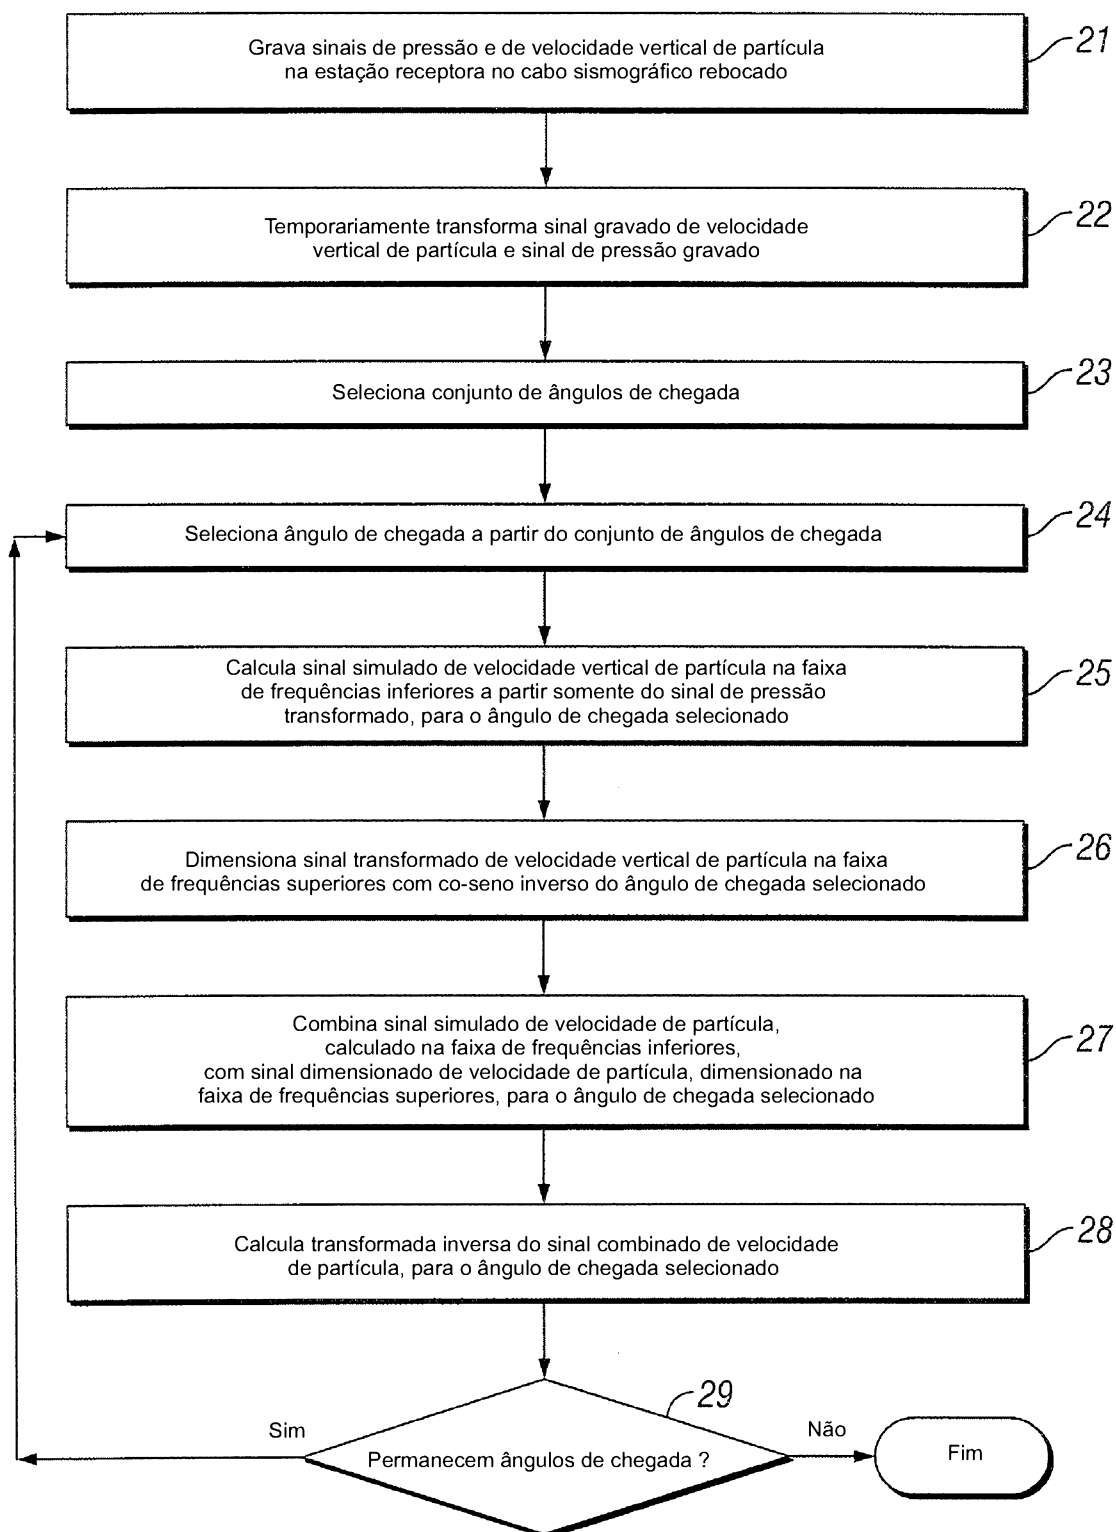 Grava sinais de pressão e de velocidade vertical de partícula
na estação receptora no cabo sismográfico rebocado
21
Temporariamente transforma sinal gravado de velocidade
vertical de partícula e sinal de pressão gravado
22
Seleciona conjunto de ângulos de chegada
23
Seleciona ângulo de chegada a partir do conjunto de ângulos de chegada
24
Calcula sinal simulado de velocidade vertical de partícula na faixa
de frequências inferiores a partir somente do sinal de pressão
transformado, para o ângulo de chegada selecionado
25
Dimensiona sinal transformado de velocidade vertical de partícula na faixa
de frequências superiores com co-seno inverso do ângulo de chegada selecionado
26
Combina sinal simulado de velocidade de partícula,
calculado na faixa de frequências inferiores,
com sinal dimensionado de velocidade de partícula, dimensionado na
faixa de frequências superiores, para o ângulo de chegada selecionado
27
Calcula transformada inversa do sinal combinado de velocidade
de partícula, para o ângulo de chegada selecionado
28
29
Sim
Permanecem ângulos de chegada ?
Não
Fim